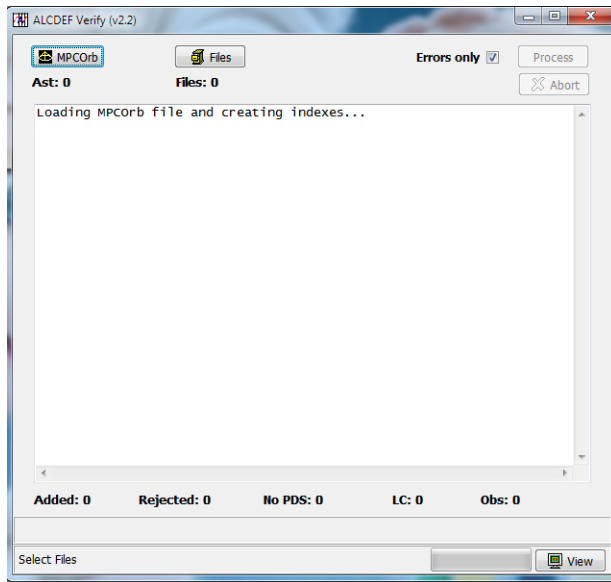 ALCDEF Verify (v2.2)
MPCOrb Files Errors only Process
Ast: 0 Files: 0 Abort
Loading MPCOrb file and creating indexes...
Added: 0 Rejected: 0 No PDS: 0 LC: 0 Obs: 0
Select Files View